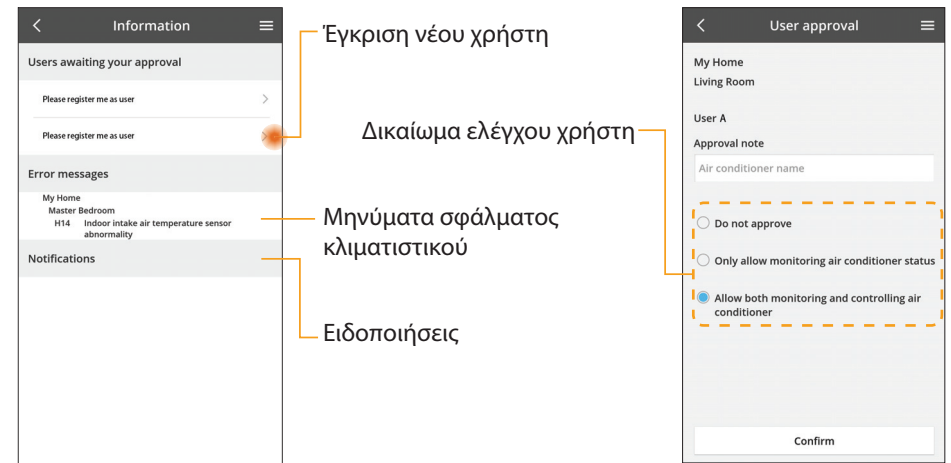 Information
Users awaiting your approval
Please register me as user
Please register me as user
Error messages
My Home
Master Bedroom
H14 Indoor intake air temperature sensor
abnormality
Notifications
Έγκριση νέου χρήστη
Δικαίωμα ελέγχου χρήστη
Μηνύματα σφάλματος
κλιματιστικού
Ειδοποιήσεις
User approval
My Home
Living Room
User A
Approval note
Air conditioner name
Do not approve
Only allow monitoring air conditioner status
Allow both monitoring and controlling air
conditioner
Confirm